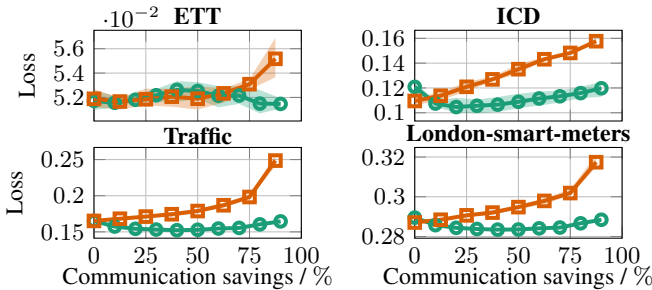 ETT
·10⁻²
5.6
5.4
5.2
Loss
ICD
0.16
0.12
0.1
Traffic
0.25
0.2
0.15
Loss
0 25 50 75 100
Communication savings / %
London-smart-meters
0.32
0.3
0.28
0 25 50 75 100
Communication savings / %